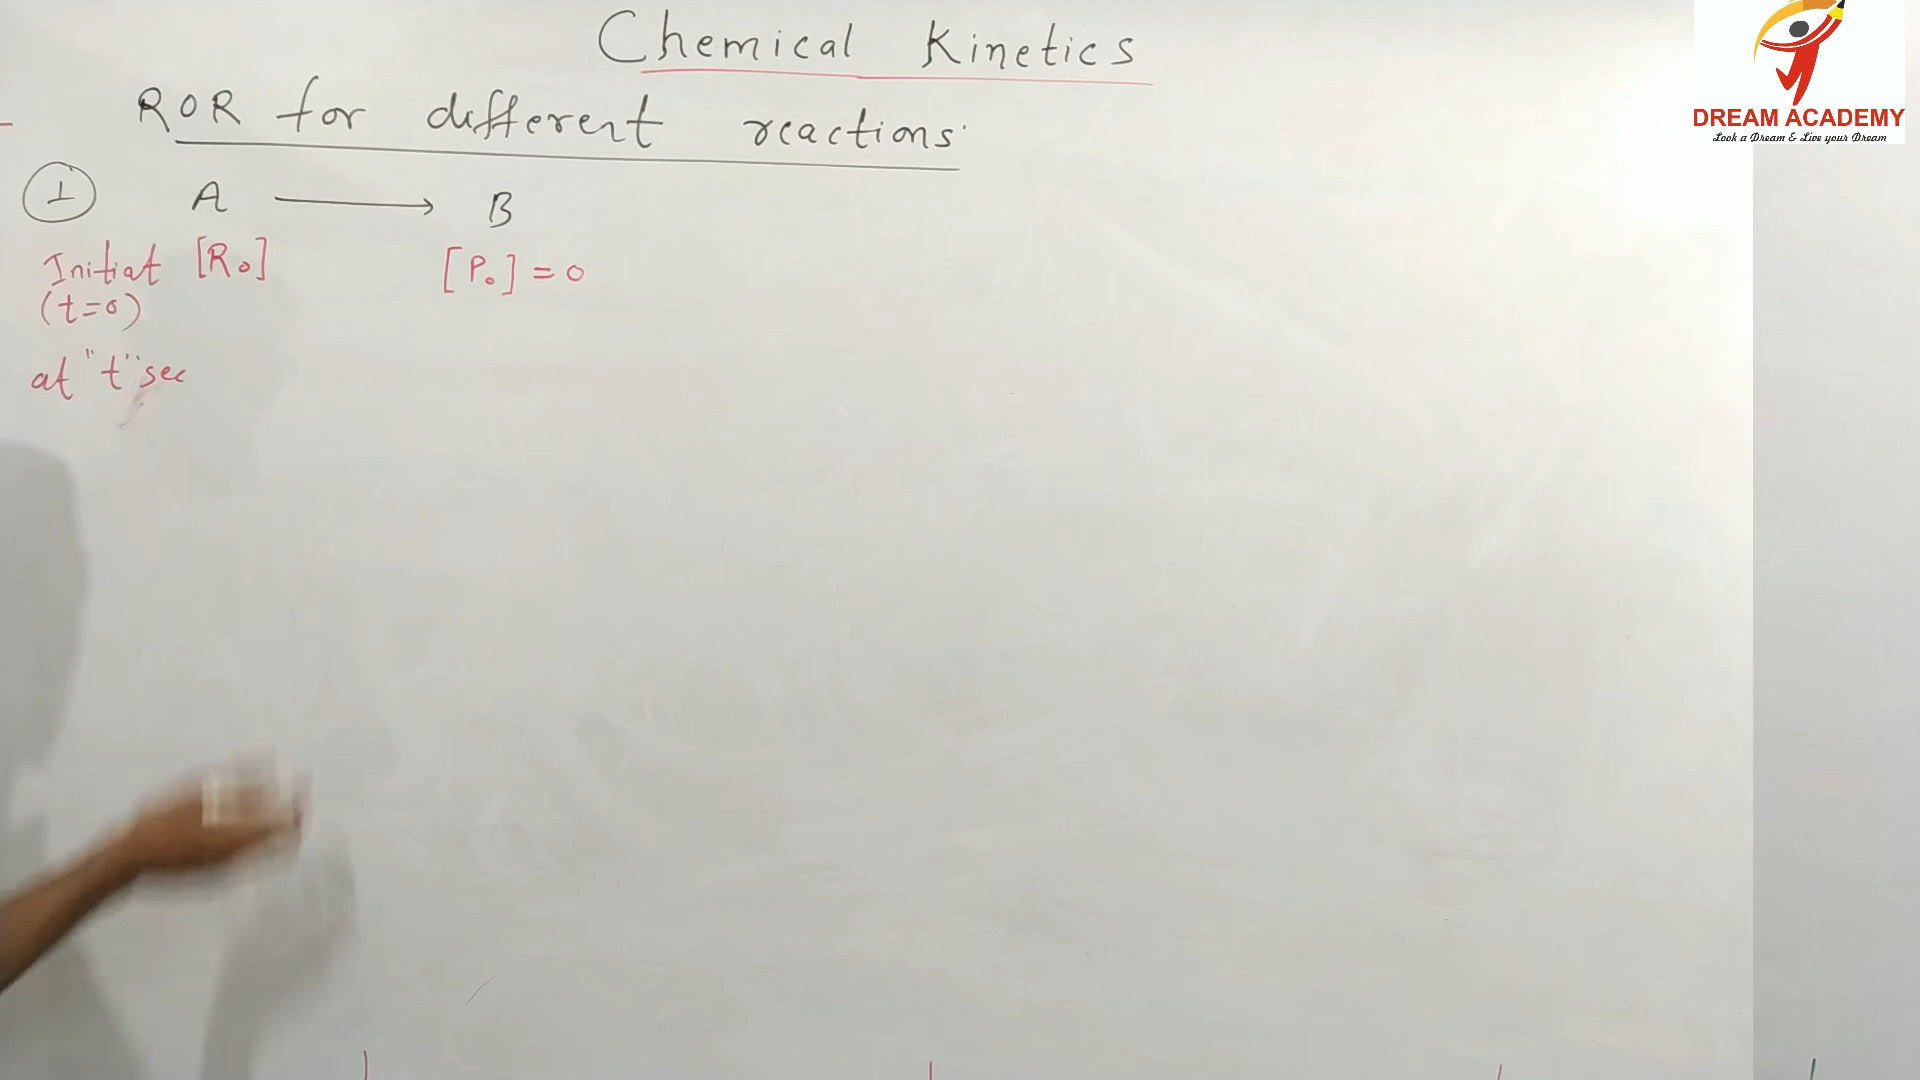 Chemical Kinetics
ROR for different reactions.
1 A → B
Initiat [R₀] [P₀] = 0
(t=0)
at "t" sec
DREAM ACADEMY
Look a Dream & Live your Dream